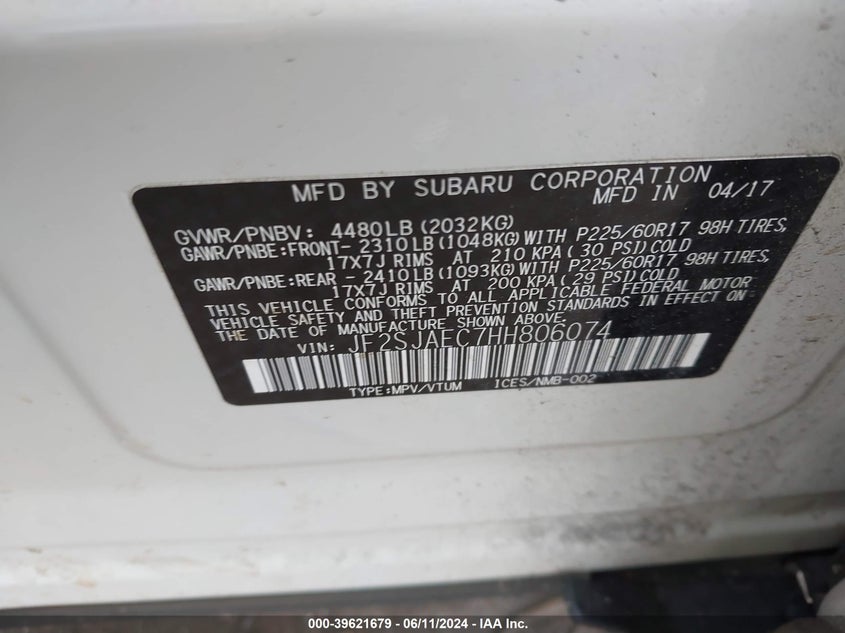 MFD BY SUBARU CORPORATION
MFD IN 04/17
GVWR/PNBV: 4480LB (2032KG)
GAWR/PNBE:FRONT- 2310LB (1048KG) WITH P225/60R17 98H TIRES,
17X7J RIMS AT 210 KPA ( 30 PSI) COLD
GAWR/PNBE:REAR - 2410LB (1093KG) WITH P225/60R17 98H TIRES,
17X7J RIMS AT 200 KPA ( 29 PSI) COLD
THIS VEHICLE CONFORMS TO ALL APPLICABLE FEDERAL MOTOR
VEHICLE SAFETY AND THEFT PREVENTION STANDARDS IN EFFECT ON
THE DATE OF MANUFACTURE SHOWN ABOVE.
VIN: JF2SJAEC7HH806074
TYPE:MPV/VTUM ICES/NMB-002
000-39621679 - 06/11/2024 - IAAI Inc.